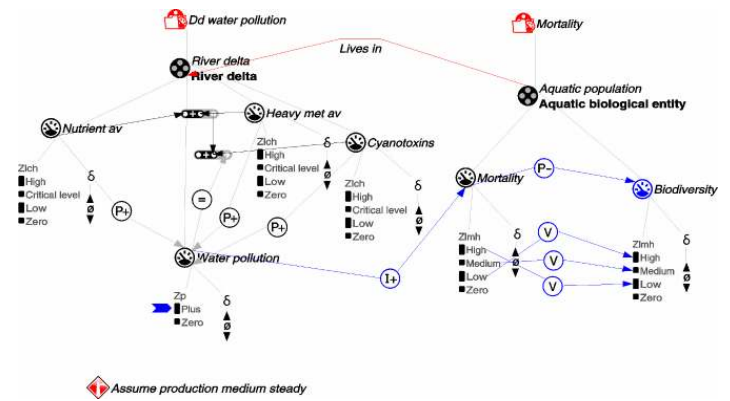 Dd water pollution
Mortality
Lives in
River delta
River delta
Aquatic population
Aquatic biological entity
Nutrient av
Heavy met av
Cyanotoxins
Zlch
High
Critical level
Low
Zero
δ
ø
Zlch
High
Critical level
Low
Zero
δ
ø
Zlch
High
Critical level
Low
Zero
δ
ø
P+
=
P+
P+
Mortality
P-
Biodiversity
Zlmh
High
Medium
Low
Zero
δ
ø
V
V
V
Zlmh
High
Medium
Low
Zero
δ
ø
Water pollution
I+
Zp
Plus
Zero
δ
ø
Assume production medium steady